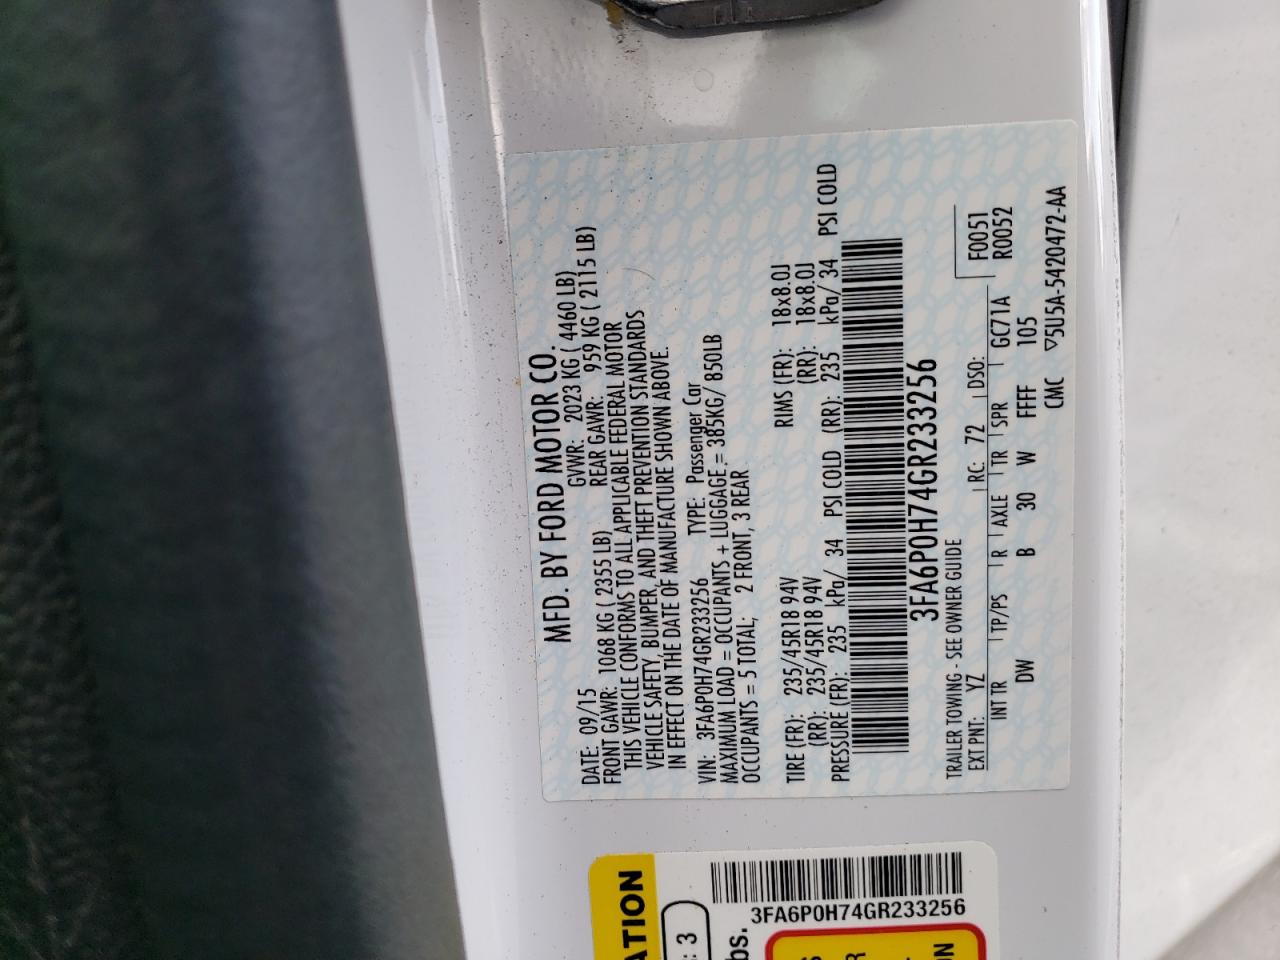 MFD. BY FORD MOTOR CO.
DATE: 09/15 GVWR: 2023 KG ( 4460 LB)
FRONT GAWR: 1068 KG ( 2355 LB) REAR GAWR: 959 KG ( 2115 LB)
THIS VEHICLE CONFORMS TO ALL APPLICABLE FEDERAL MOTOR
VEHICLE SAFETY, BUMPER, AND THEFT PREVENTION STANDARDS
IN EFFECT ON THE DATE OF MANUFACTURE SHOWN ABOVE.
VIN: 3FA6P0H74GR233256 TYPE: Passenger Car
MAXIMUM LOAD = OCCUPANTS + LUGGAGE = 385KG/ 850LB
OCCUPANTS = 5 TOTAL; 2 FRONT, 3 REAR
TIRE (FR): 235/45R18 94V RIMS (FR): 18x8.0J
(RR): 235/45R18 94V (RR): 18x8.0J
PRESSURE (FR): 235 kPa/ 34 PSI COLD (RR): 235 kPa/ 34 PSI COLD
3FA6P0H74GR233256
TRAILER TOWING - SEE OWNER GUIDE
F0051
EXT PNT: YZ RC: 72 DSO: R0052
INT TR TP/PS R AXLE TR SPR GC71A
DW B 30 W FFFF 105
CMC ▽5U5A-5420472-AA
ATION
: 3
bs.
3FA6P0H74GR233256